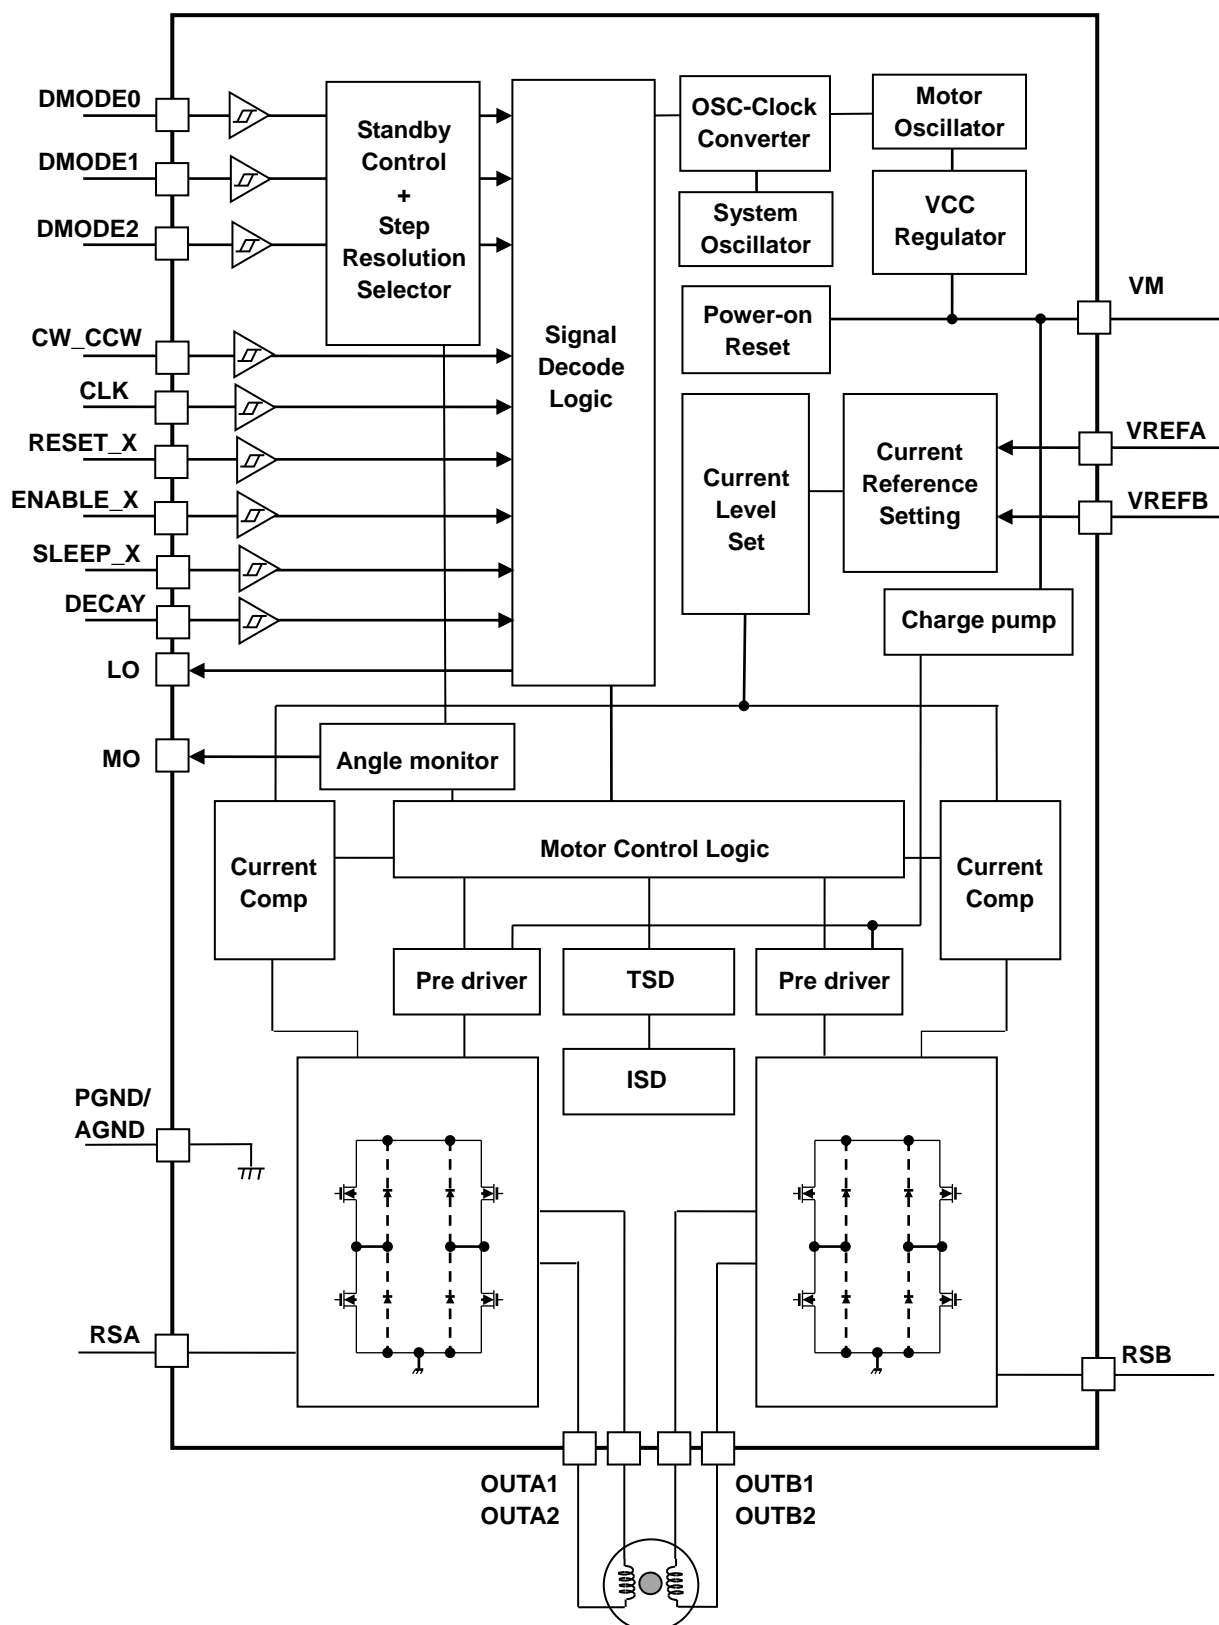 DMODE0
DMODE1
DMODE2
CW_CCW
CLK
RESET_X
ENABLE_X
SLEEP_X
DECAY
LO
MO
Standby
Control
+
Step
Resolution
Selector
Signal
Decode
Logic
OSC-Clock
Converter
Motor
Oscillator
System
Oscillator
VCC
Regulator
Power-on
Reset
VM
VREFA
VREFB
Current
Level
Set
Current
Reference
Setting
Charge pump
Angle monitor
Motor Control Logic
Current
Comp
Current
Comp
Pre driver
TSD
Pre driver
ISD
PGND/
AGND
RSA
RSB
OUTA1
OUTA2
OUTB1
OUTB2